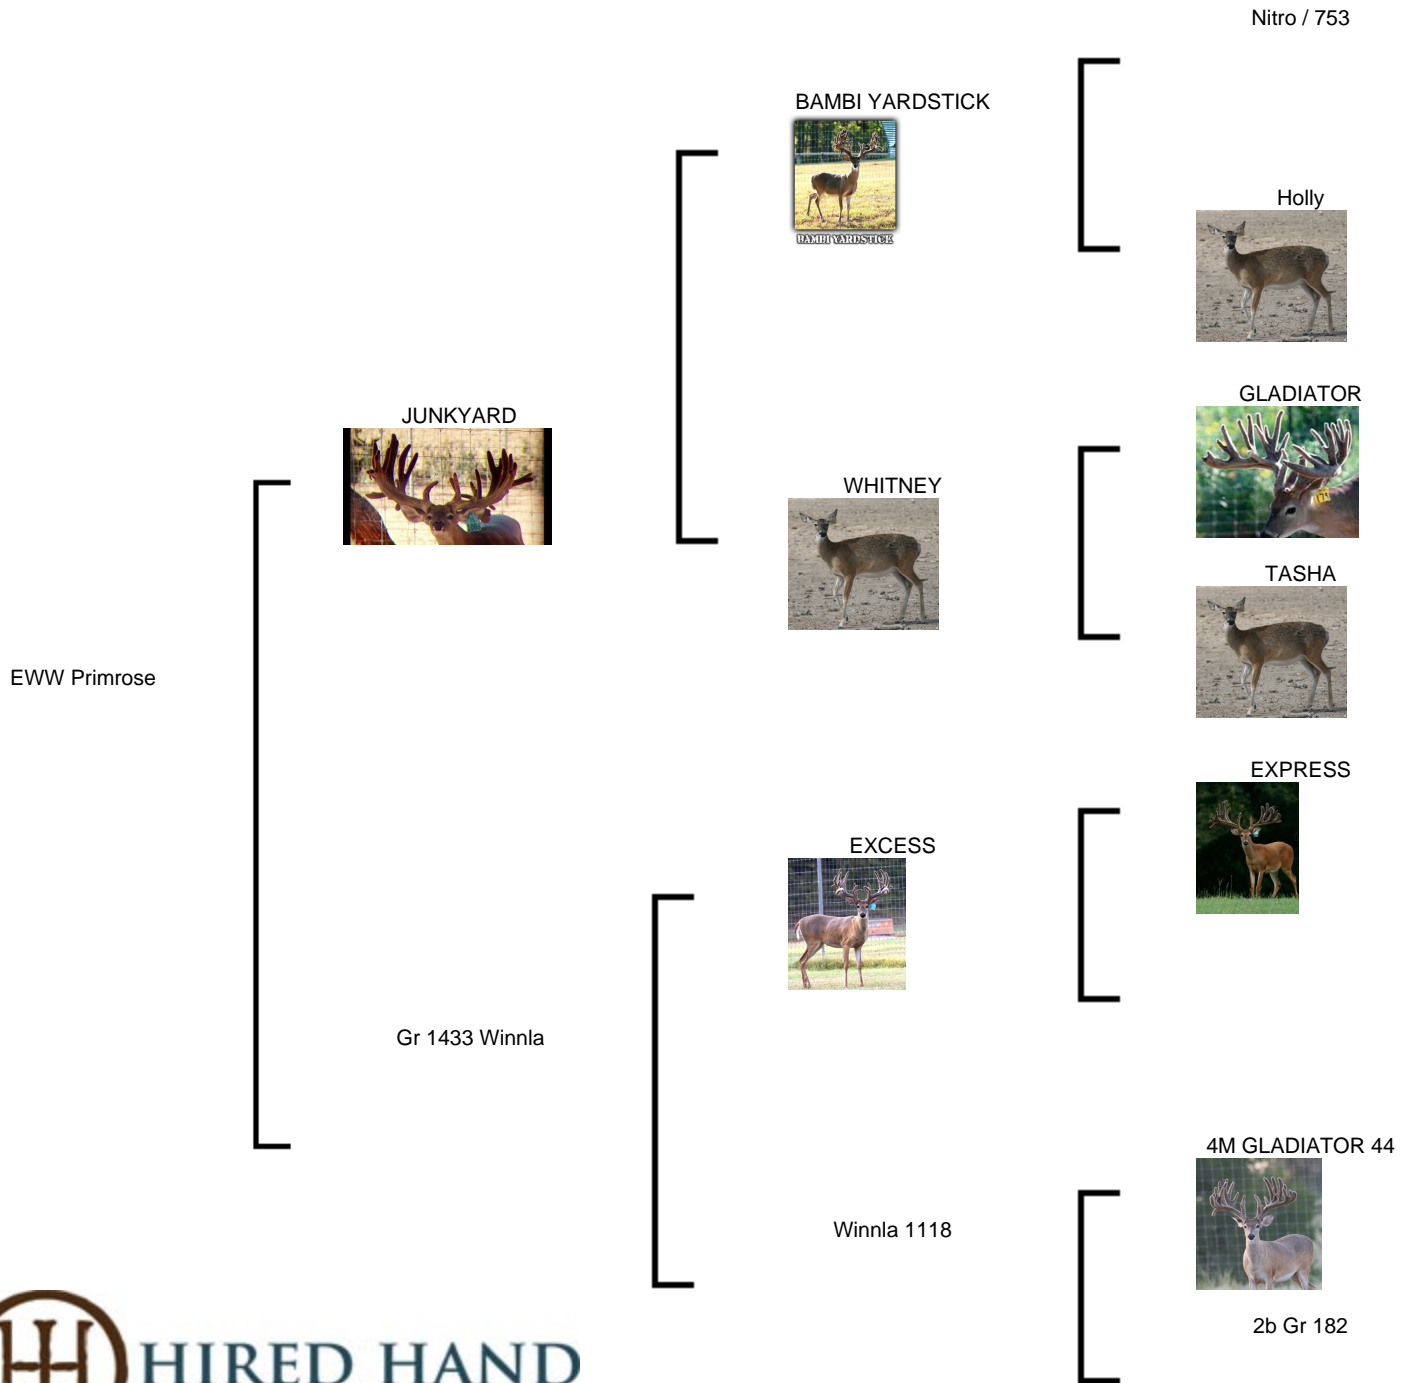 Nitro / 753
BAMBI YARDSTICK
BAMBI YARDSTICK
Holly
GLADIATOR
JUNKYARD
WHITNEY
TASHA
EWW Primrose
EXPRESS
EXCESS
Gr 1433 Winnla
4M GLADIATOR 44
Winnla 1118
2b Gr 182
HIRED HAND